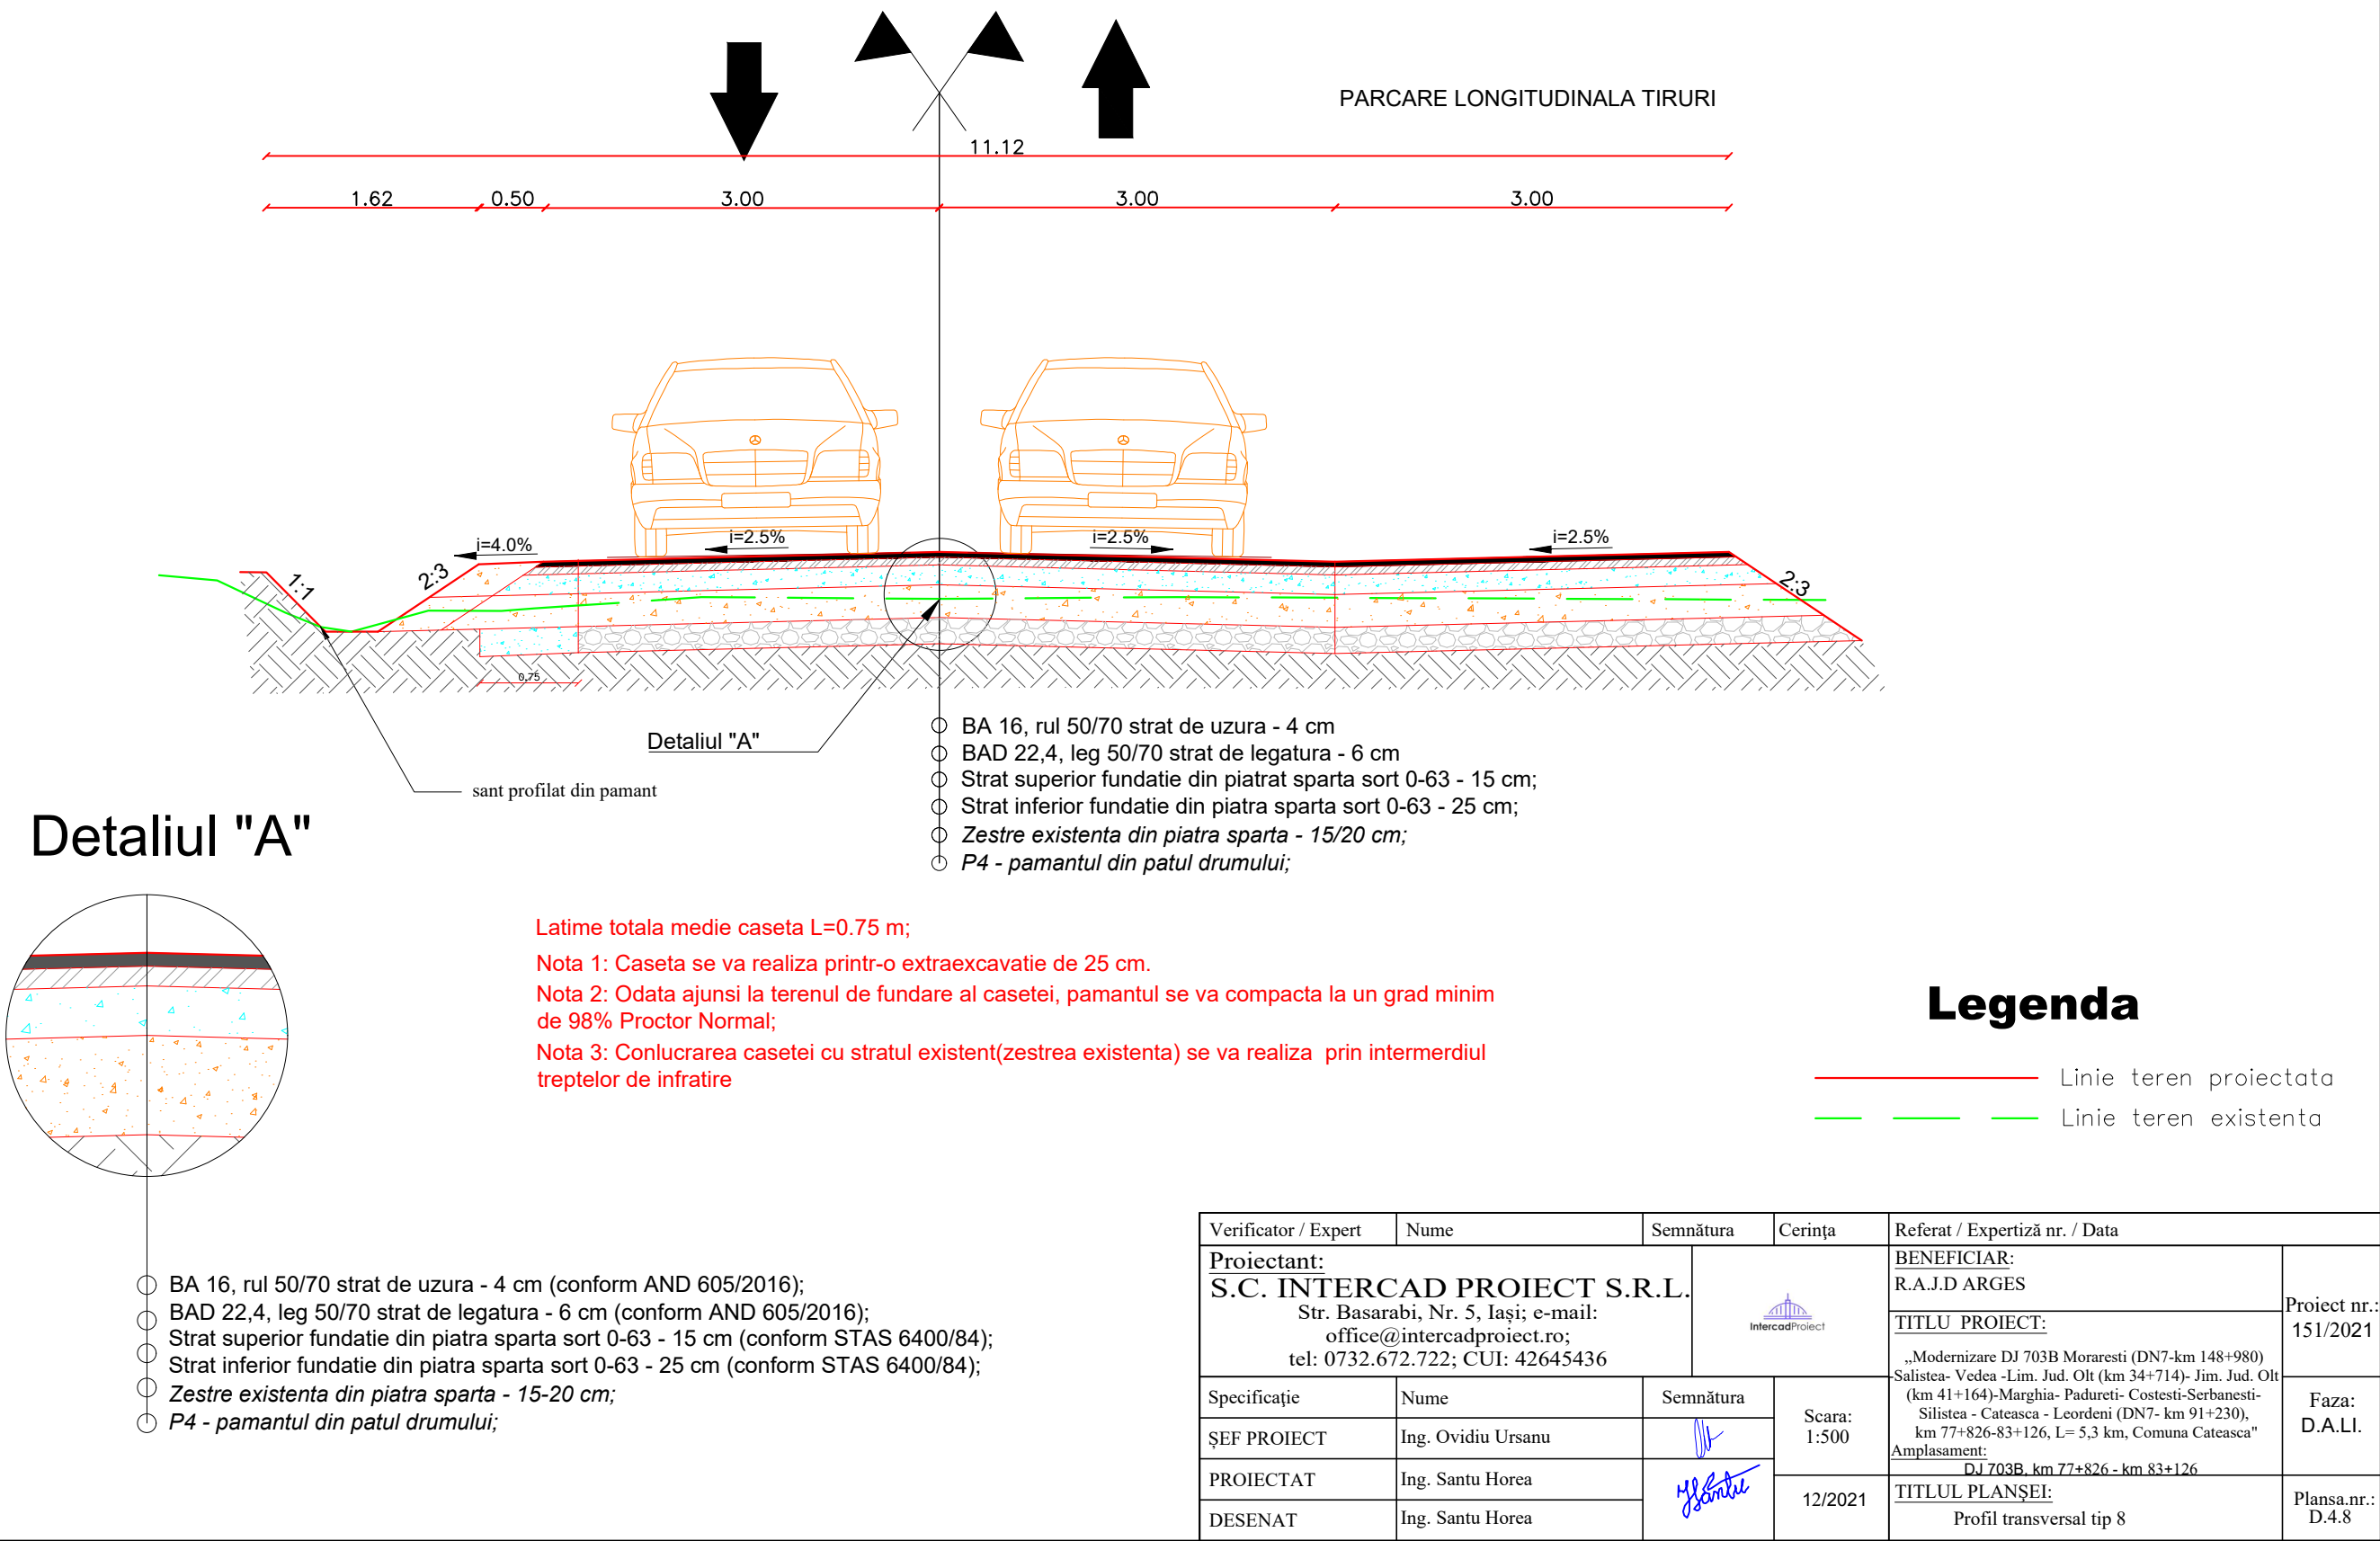 PARCARE LONGITUDINALA TIRURI
11.12
1.62 0.50 3.00 3.00 3.00
i=4.0% i=2.5% i=2.5% i=2.5%
1:1 2:3 2:3
0.75
Detaliul "A"
sant profilat din pamant
BA 16, rul 50/70 strat de uzura - 4 cm
BAD 22,4, leg 50/70 strat de legatura - 6 cm
Strat superior fundatie din piatrat sparta sort 0-63 - 15 cm;
Strat inferior fundatie din piatra sparta sort 0-63 - 25 cm;
Zestre existenta din piatra sparta - 15/20 cm;
P4 - pamantul din patul drumului;
Detaliul "A"
Latime totala medie caseta L=0.75 m;
Nota 1: Caseta se va realiza printr-o extraexcavatie de 25 cm.
Nota 2: Odata ajunsi la terenul de fundare al casetei, pamantul se va compacta la un grad minim
de 98% Proctor Normal;
Nota 3: Conlucrarea casetei cu stratul existent(zestrea existenta) se va realiza prin intermerdiul
treptelor de infratire
Legenda
Linie teren proiectata
Linie teren existenta
BA 16, rul 50/70 strat de uzura - 4 cm (conform AND 605/2016);
BAD 22,4, leg 50/70 strat de legatura - 6 cm (conform AND 605/2016);
Strat superior fundatie din piatra sparta sort 0-63 - 15 cm (conform STAS 6400/84);
Strat inferior fundatie din piatra sparta sort 0-63 - 25 cm (conform STAS 6400/84);
Zestre existenta din piatra sparta - 15-20 cm;
P4 - pamantul din patul drumului;
Verificator / Expert Nume Semnătura Cerința Referat / Expertiză nr. / Data
Proiectant:
S.C. INTERCAD PROIECT S.R.L.
Str. Basarabi, Nr. 5, Iași; e-mail:
office@intercadproiect.ro;
tel: 0732.672.722; CUI: 42645436
IntercadProiect
BENEFICIAR:
R.A.J.D ARGES
TITLU PROIECT:
„Modernizare DJ 703B Moraresti (DN7-km 148+980)
-Salistea- Vedea -Lim. Jud. Olt (km 34+714)- Jim. Jud. Olt
(km 41+164)-Marghia- Padureti- Costesti-Serbanesti-
Silistea - Cateasca - Leordeni (DN7- km 91+230),
km 77+826-83+126, L= 5,3 km, Comuna Cateasca"
Amplasament:
DJ 703B, km 77+826 - km 83+126
Proiect nr.:
151/2021
Faza:
D.A.LI.
Specificație Nume Semnătura
ȘEF PROIECT Ing. Ovidiu Ursanu
PROIECTAT Ing. Santu Horea
DESENAT Ing. Santu Horea
Scara:
1:500
12/2021
TITLUL PLANȘEI:
Profil transversal tip 8
Plansa.nr.:
D.4.8